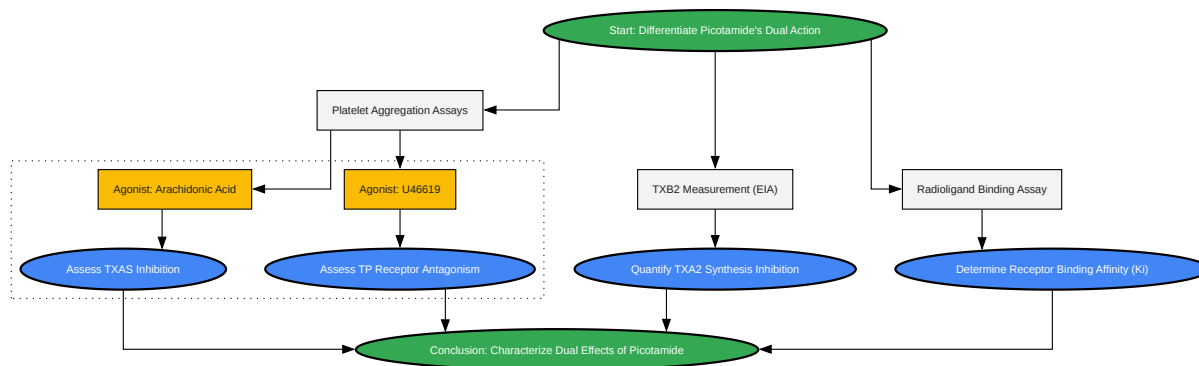 Start: Differentiate Picotamide's Dual Action
Platelet Aggregation Assays
Agonist: Arachidonic Acid
Agonist: U46619
TXB2 Measurement (EIA)
Radioligand Binding Assay
Assess TXAS Inhibition
Assess TP Receptor Antagonism
Quantify TXA2 Synthesis Inhibition
Determine Receptor Binding Affinity (Ki)
Conclusion: Characterize Dual Effects of Picotamide